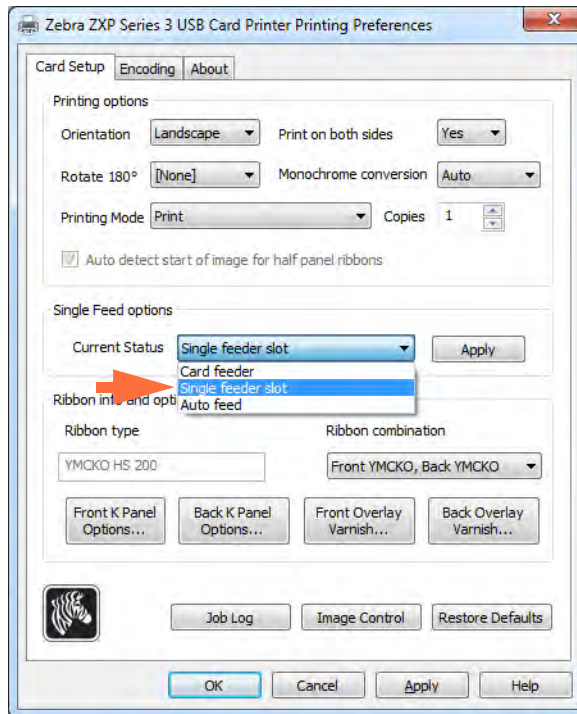 Zebra ZXP Series 3 USB Card Printer Printing Preferences
Card Setup Encoding About
Printing options
Orientation Landscape Print on both sides Yes
Rotate 180° [None] Monochrome conversion Auto
Printing Mode Print Copies 1
Auto detect start of image for half panel ribbons
Single Feed options
Current Status Single feeder slot Apply
Card feeder
Single feeder slot
Ribbon info and opti
Auto feed
Ribbon type Ribbon combination
YMCKO HS 200 Front YMCKO, Back YMCKO
Front K Panel Back K Panel Front Overlay Back Overlay
Options... Options... Varnish... Varnish...
Job Log Image Control Restore Defaults
OK Cancel Apply Help